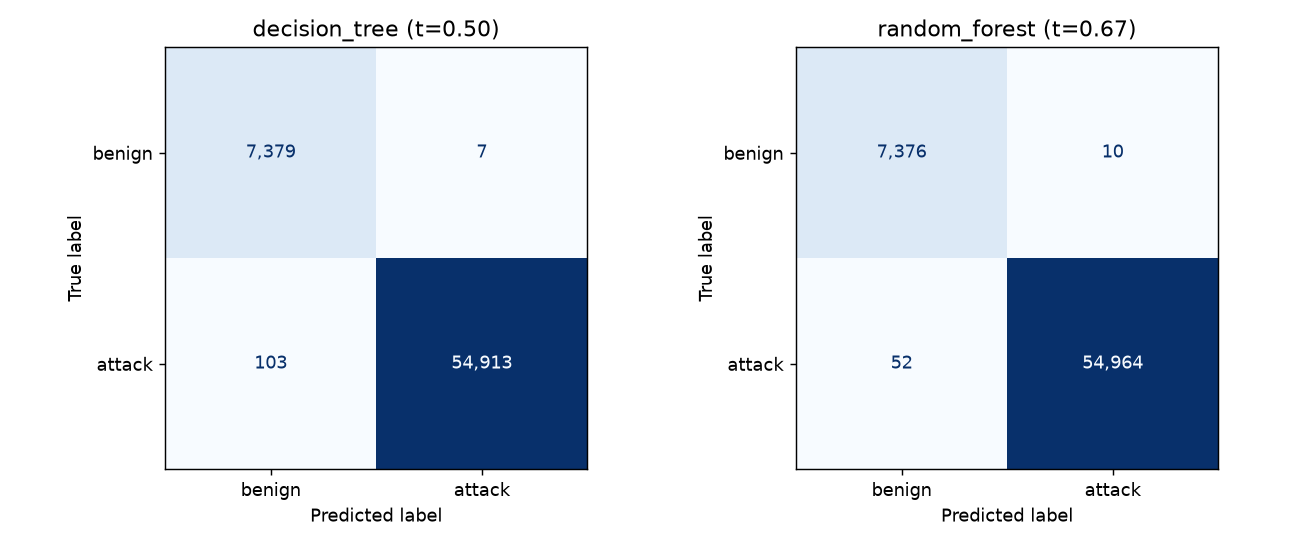 decision_tree (t=0.50)
True label
benign
7,379
7
attack
103
54,913
benign
attack
Predicted label
random_forest (t=0.67)
True label
benign
7,376
10
attack
52
54,964
benign
attack
Predicted label